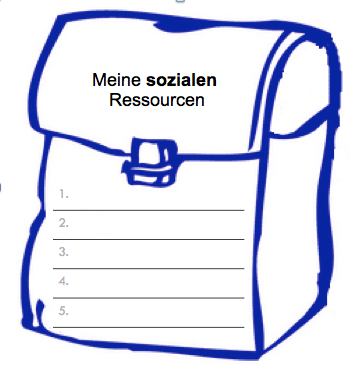 Meine sozialen
Ressourcen
1.
2.
3.
4.
5.